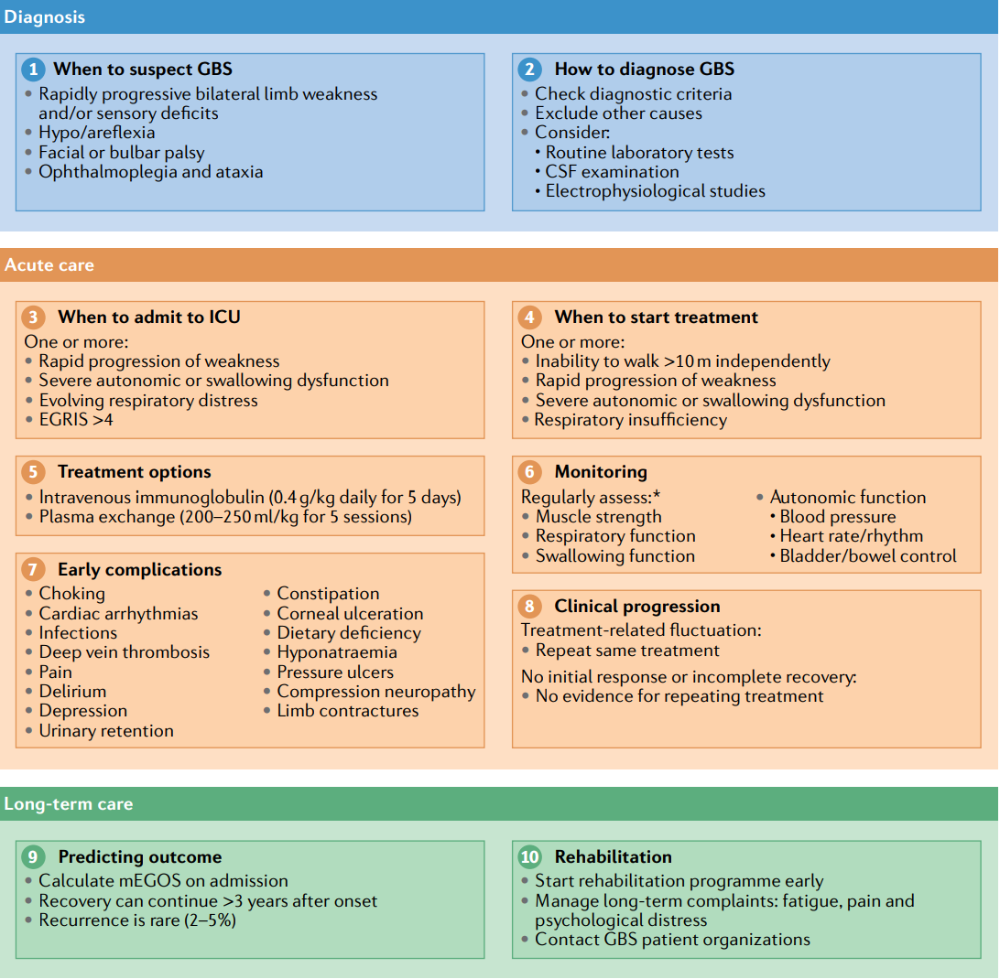 Diagnosis
1 When to suspect GBS
• Rapidly progressive bilateral limb weakness
and/or sensory deficits
• Hypo/areflexia
• Facial or bulbar palsy
• Ophthalmoplegia and ataxia
2 How to diagnose GBS
• Check diagnostic criteria
• Exclude other causes
• Consider:
• Routine laboratory tests
• CSF examination
• Electrophysiological studies
Acute care
3 When to admit to ICU
One or more:
• Rapid progression of weakness
• Severe autonomic or swallowing dysfunction
• Evolving respiratory distress
• EGRIS >4
4 When to start treatment
One or more:
• Inability to walk >10 m independently
• Rapid progression of weakness
• Severe autonomic or swallowing dysfunction
• Respiratory insufficiency
5 Treatment options
• Intravenous immunoglobulin (0.4 g/kg daily for 5 days)
• Plasma exchange (200–250 ml/kg for 5 sessions)
6 Monitoring
Regularly assess:*
• Muscle strength
• Respiratory function
• Swallowing function
• Autonomic function
• Blood pressure
• Heart rate/rhythm
• Bladder/bowel control
7 Early complications
• Choking
• Cardiac arrhythmias
• Infections
• Deep vein thrombosis
• Pain
• Delirium
• Depression
• Urinary retention
• Constipation
• Corneal ulceration
• Dietary deficiency
• Hyponatraemia
• Pressure ulcers
• Compression neuropathy
• Limb contractures
8 Clinical progression
Treatment-related fluctuation:
• Repeat same treatment
No initial response or incomplete recovery:
• No evidence for repeating treatment
Long-term care
9 Predicting outcome
• Calculate mEGOS on admission
• Recovery can continue >3 years after onset
• Recurrence is rare (2–5%)
10 Rehabilitation
• Start rehabilitation programme early
• Manage long-term complaints: fatigue, pain and
psychological distress
• Contact GBS patient organizations